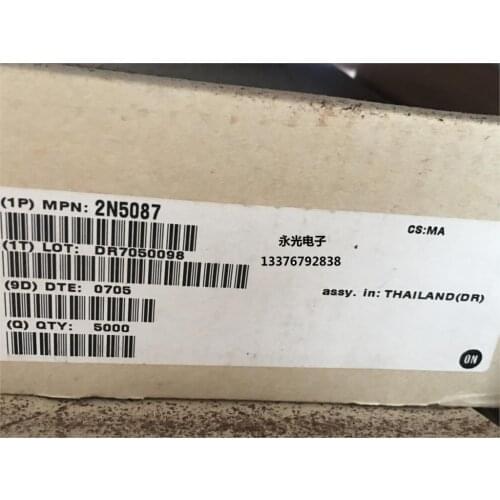 (1P) MPN: 2N5087
(1T) LOT: DR7050098
(9D) DTE: 0705
(Q) QTY: 5000
永光电子
13376792838
CS:MA
assy. in: THAILAND(DR)
ON